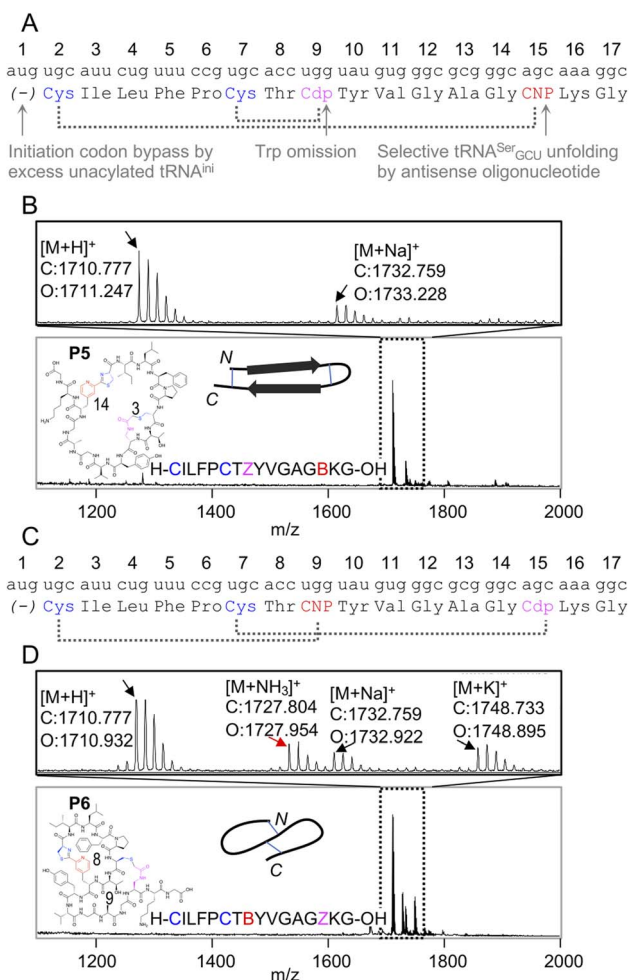 A
1 2 3 4 5 6 7 8 9 10 11 12 13 14 15 16 17
aug ugc auu cug uuu ccg ugc acc ugg uau gug ggc gcg ggc agc aaa ggc
(-) Cys Ile Leu Phe Pro Cys Thr Cdp Tyr Val Gly Ala Gly CNP Lys Gly
Initiation codon bypass by
excess unacylated tRNAini
Trp omission
Selective tRNASerGCU unfolding
by antisense oligonucleotide
B
[M+H]+
C:1710.777
O:1711.247
[M+Na]+
C:1732.759
O:1733.228
P5
14
3
N
C
H-CILFPCTZYVGAGBKG-OH
1200 1400 1600 1800 2000
m/z
C
1 2 3 4 5 6 7 8 9 10 11 12 13 14 15 16 17
aug ugc auu cug uuu ccg ugc acc ugg uau gug ggc gcg ggc agc aaa ggc
(-) Cys Ile Leu Phe Pro Cys Thr CNP Tyr Val Gly Ala Gly Cdp Lys Gly
D
[M+H]+
C:1710.777
O:1710.932
[M+NH3]+
C:1727.804
O:1727.954
[M+Na]+
C:1732.759
O:1732.922
[M+K]+
C:1748.733
O:1748.895
P6
8
9
N
C
H-CILFPCTBYVGAGZKG-OH
1200 1400 1600 1800 2000
m/z